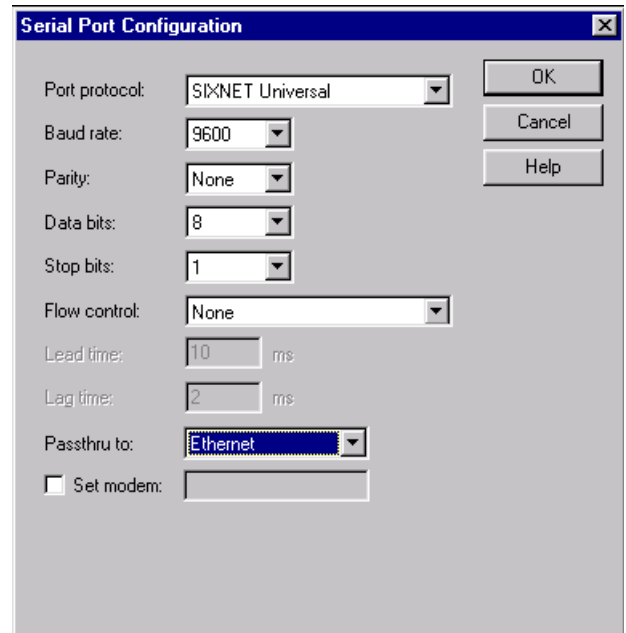 Serial Port Configuration
Port protocol: SIXNET Universal
OK
Baud rate: 9600
Cancel
Parity: None
Help
Data bits: 8
Stop bits: 1
Flow control: None
Lead time: 10 ms
Lag time: 2 ms
Passthru to: Ethernet
Set modem: